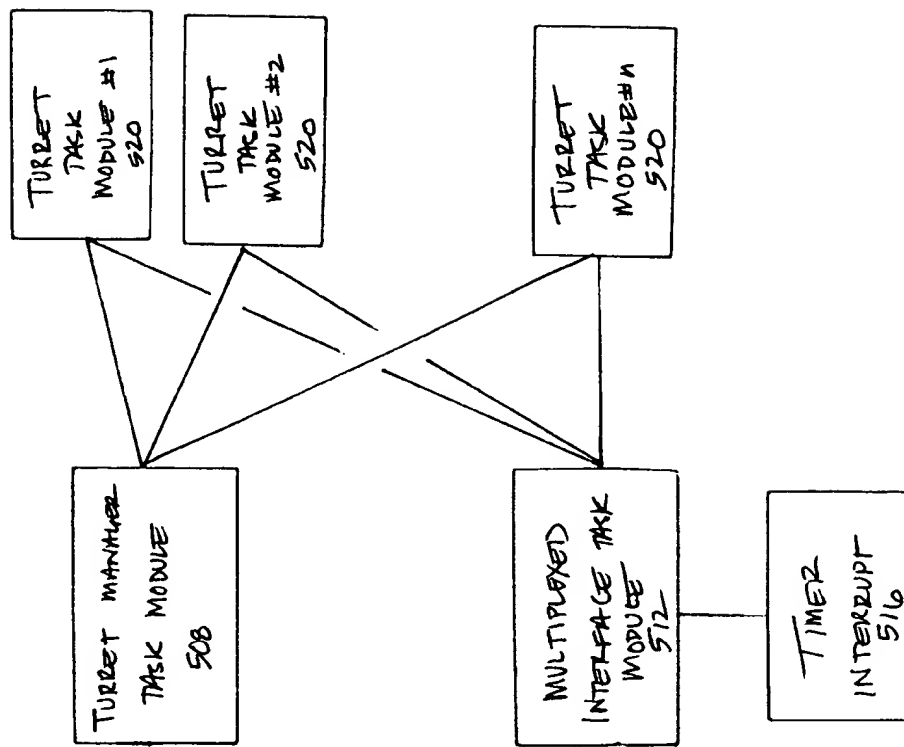 TURRET
TASK
MODULE #1
520
TURRET
TASK
MODULE #2
520
TURRET
TASK
MODULE #n
520
TURRET MANAGER
TASK MODULE
508
MULTIPLEXED
INTERFACE TASK
MODULE
512
TIMER
INTERRUPT
516